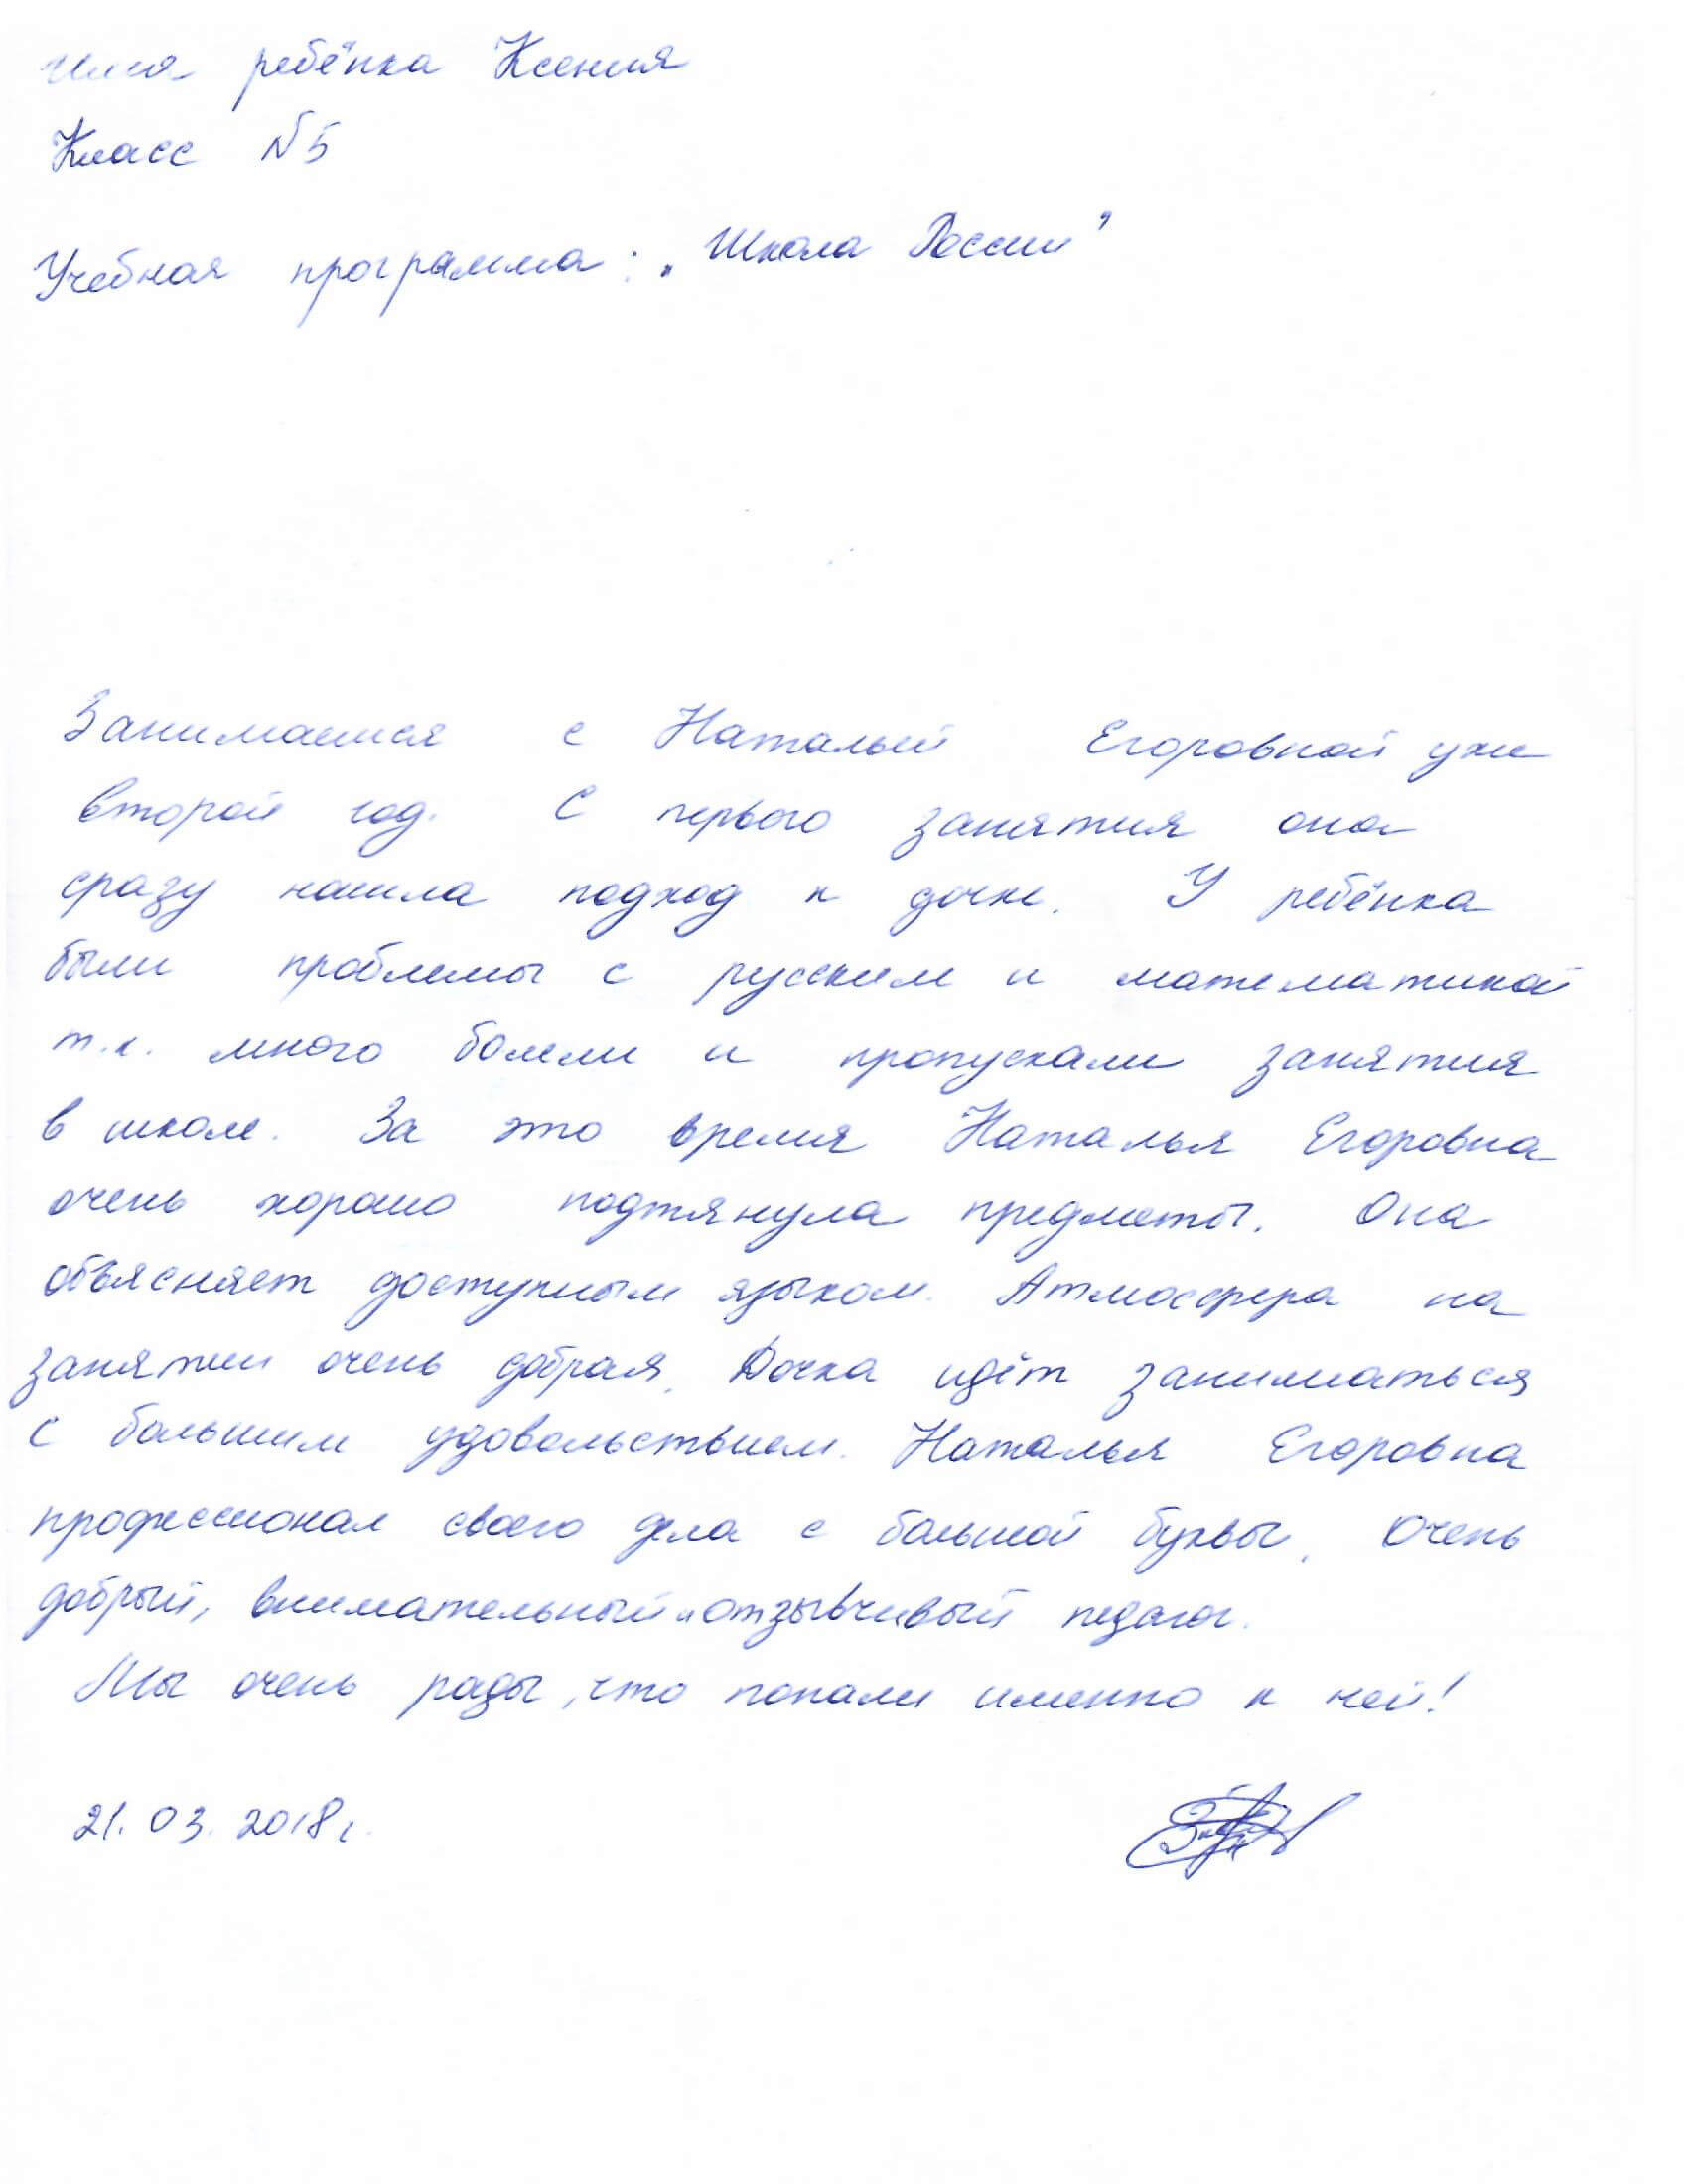 Имя ребёнка Ксения
Класс №5
Учебная программа: „Школа России"
Занимаемся с Натальей Егоровной уже
второй год. С первого занятия она
сразу нашла подход к дочке. У ребёнка
были проблемы с русским и математикой
т.к. много болели и пропускали занятия
в школе. За это время Наталья Егоровна
очень хорошо подтянула предметы. Она
объясняет доступным языком. Атмосфера на
занятии очень добрая. Дочка идёт заниматься
с большим удовольствием. Наталья Егоровна
профессионал своего дела с большой буквы. Очень
добрый, внимательный и отзывчивый педагог.
Мы очень рады, что попали именно к ней!
21.03.2018г.